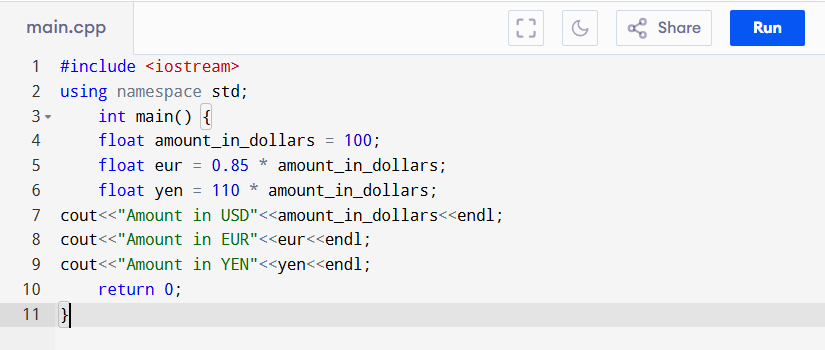 main.cpp
Share
Run
1 #include <iostream>
2 using namespace std;
3     int main() {
4     float amount_in_dollars = 100;
5     float eur = 0.85 * amount_in_dollars;
6     float yen = 110 * amount_in_dollars;
7 cout<<"Amount in USD"<<amount_in_dollars<<endl;
8 cout<<"Amount in EUR"<<eur<<endl;
9 cout<<"Amount in YEN"<<yen<<endl;
10     return 0;
11 }